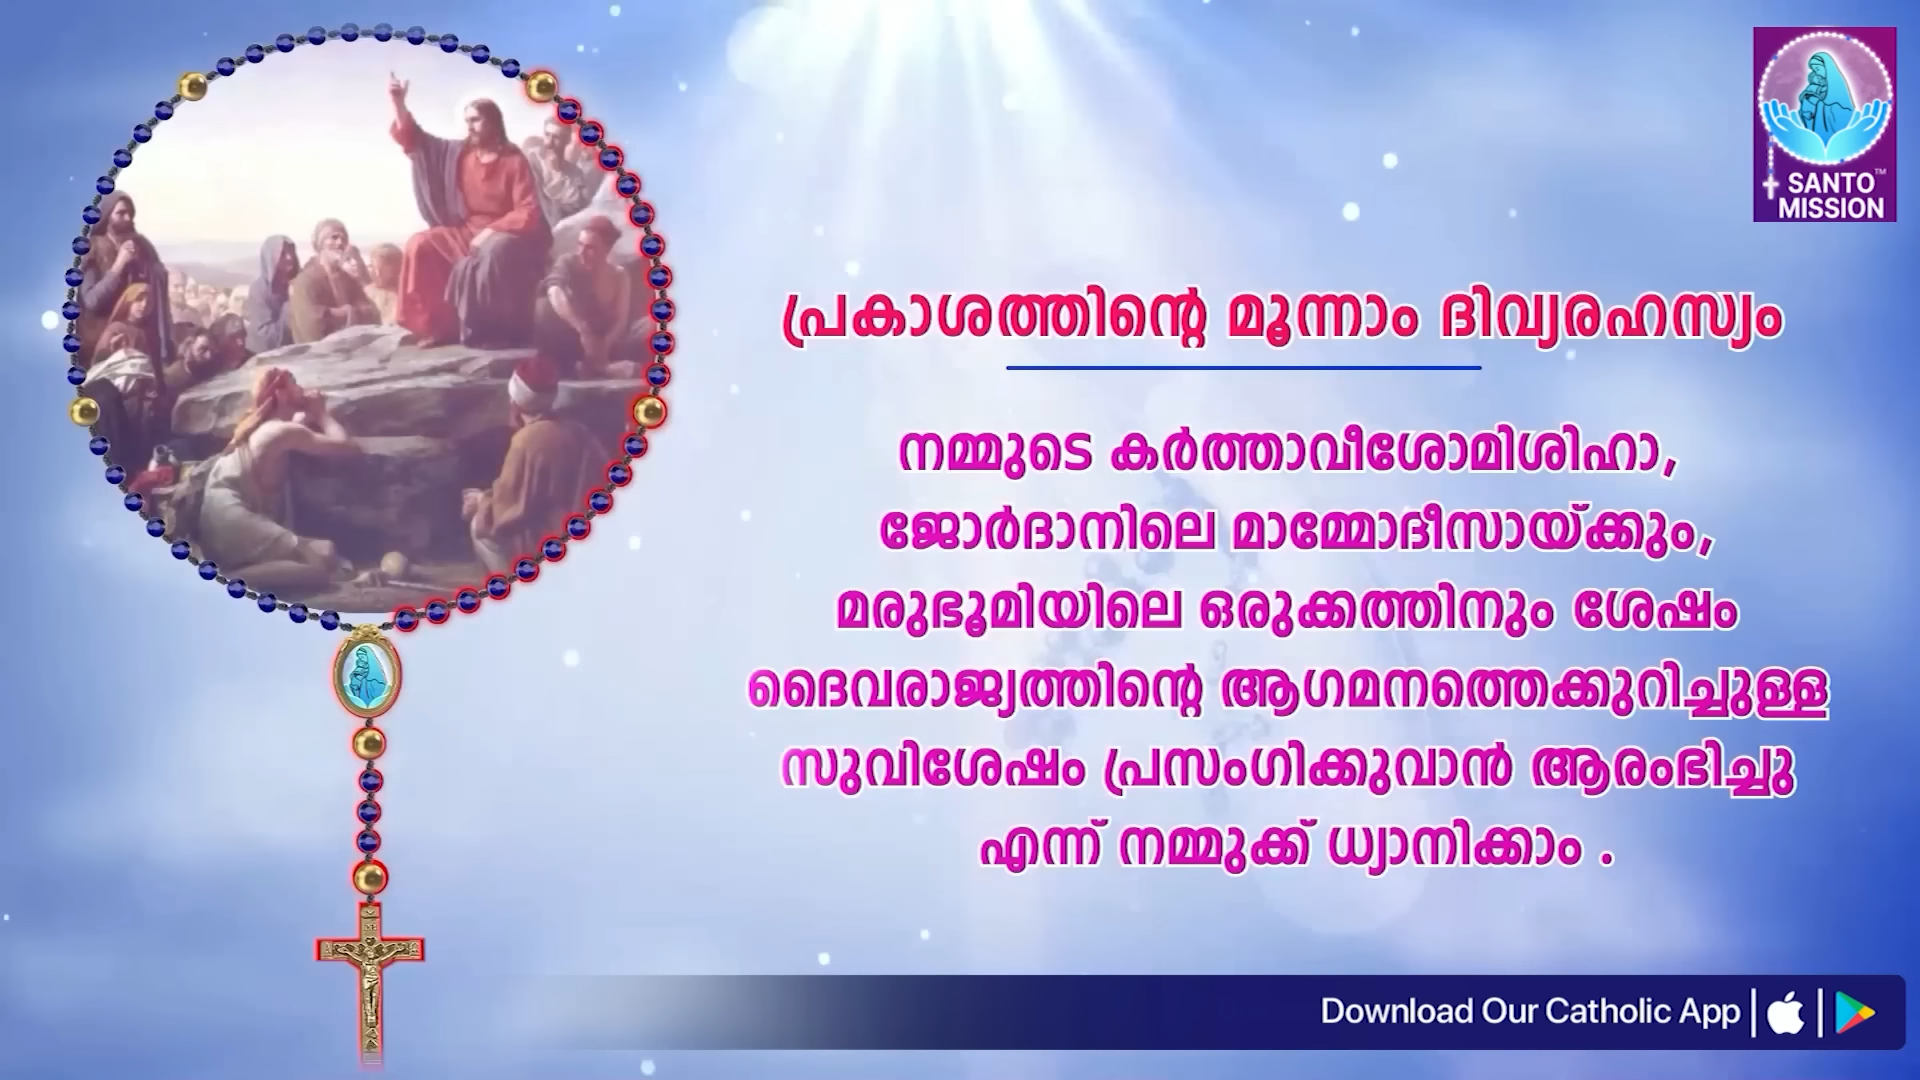 SANTO™
MISSION
പ്രകാശത്തിന്റെ മൂന്നാം ദിവ്യരഹസ്യം
നമ്മുടെ കർത്താവീശോമിശിഹാ,
ജോർദാനിലെ മാമ്മോദീസായ്ക്കും,
മരുഭൂമിയിലെ ഒരുക്കത്തിനും ശേഷം
ദൈവരാജ്യത്തിന്റെ ആഗമനത്തെക്കുറിച്ചുള്ള
സുവിശേഷം പ്രസംഗിക്കുവാൻ ആരംഭിച്ചു
എന്ന് നമ്മുക്ക് ധ്യാനിക്കാം .
Download Our Catholic App